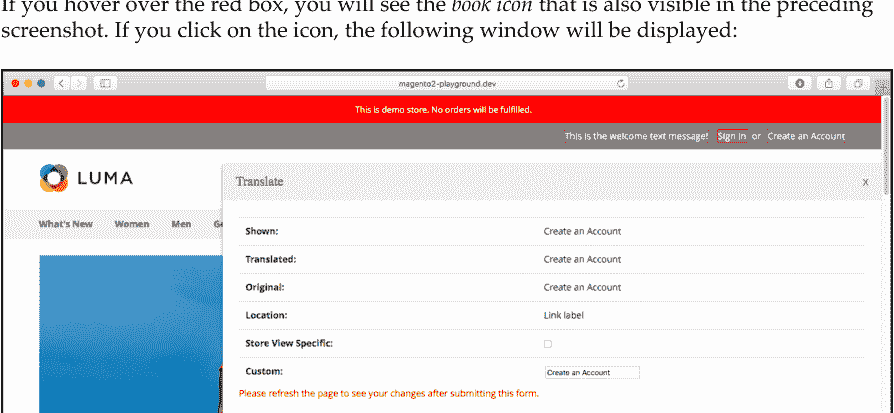 If you hover over the red box, you will see the book icon that is also visible in the preceding
screenshot. If you click on the icon, the following window will be displayed:
magento2-playground.dev
This is demo store. No orders will be fulfilled.
This is the welcome text message! Sign In or Create an Account
LUMA
Translate x
What's New Women Men Ge
Shown: Create an Account
Translated: Create an Account
Original: Create an Account
Location: Link label
Store View Specific:
Custom: Create an Account
Please refresh the page to see your changes after submitting this form.